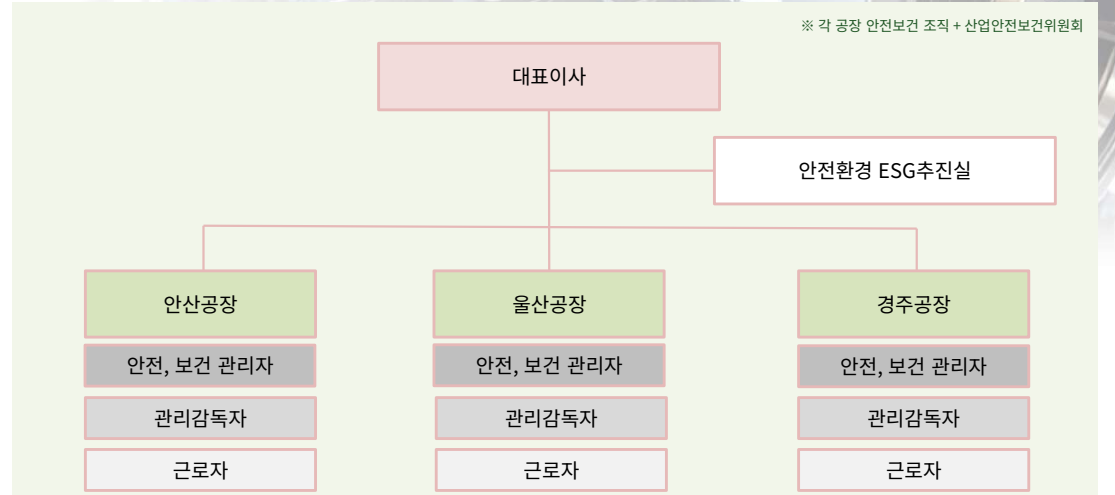 ※ 각 공장 안전보건 조직 + 산업안전보건위원회
대표이사
안전환경 ESG추진실
안산공장
울산공장
경주공장
안전, 보건 관리자
안전, 보건 관리자
안전, 보건 관리자
관리감독자
관리감독자
관리감독자
근로자
근로자
근로자